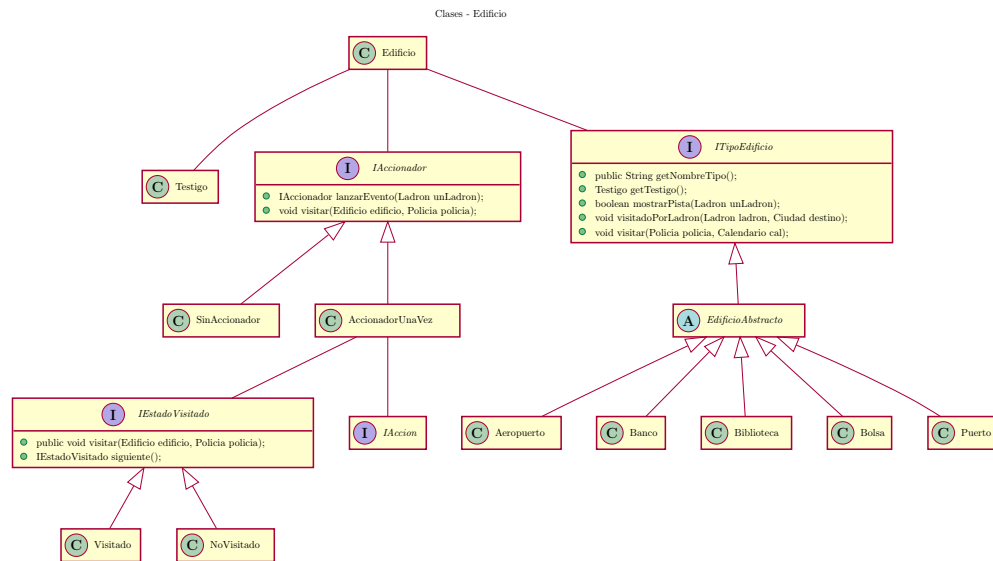 Clases - Edificio
C Edificio
I ITipoEdificio
public String getNombreTipo();
Testigo getTestigo();
boolean mostrarPista(Ladron unLadron);
void visitadoPorLadron(Ladron ladron, Ciudad destino);
void visitar(Policia policia, Calendario cal);
I IAccionador
IAccionador lanzarEvento(Ladron unLadron);
void visitar(Edificio edificio, Policia policia);
C Testigo
C SinAccionador
C AccionadorUnaVez
A EdificioAbstracto
I IEstadoVisitado
public void visitar(Edificio edificio, Policia policia);
IEstadoVisitado siguiente();
I IAccion
C Aeropuerto
C Banco
C Biblioteca
C Bolsa
C Puerto
C Visitado
C NoVisitado